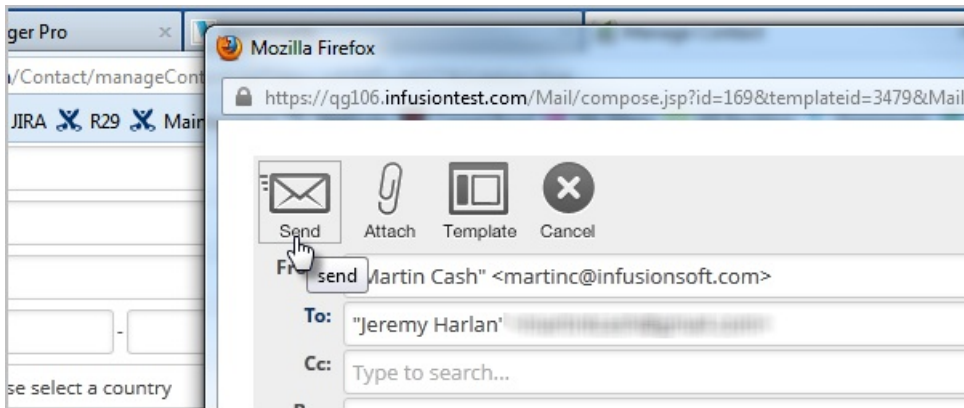 ger Pro
Mozilla Firefox
/Contact/manageCont
https://qg106.infusiontest.com/Mail/compose.jsp?id=169&templateid=3479&Mail
JIRA R29 Main
Send Attach Template Cancel
send
"Martin Cash" <martinc@infusionsoft.com>
To: "Jeremy Harlan"
Cc: Type to search...
se select a country